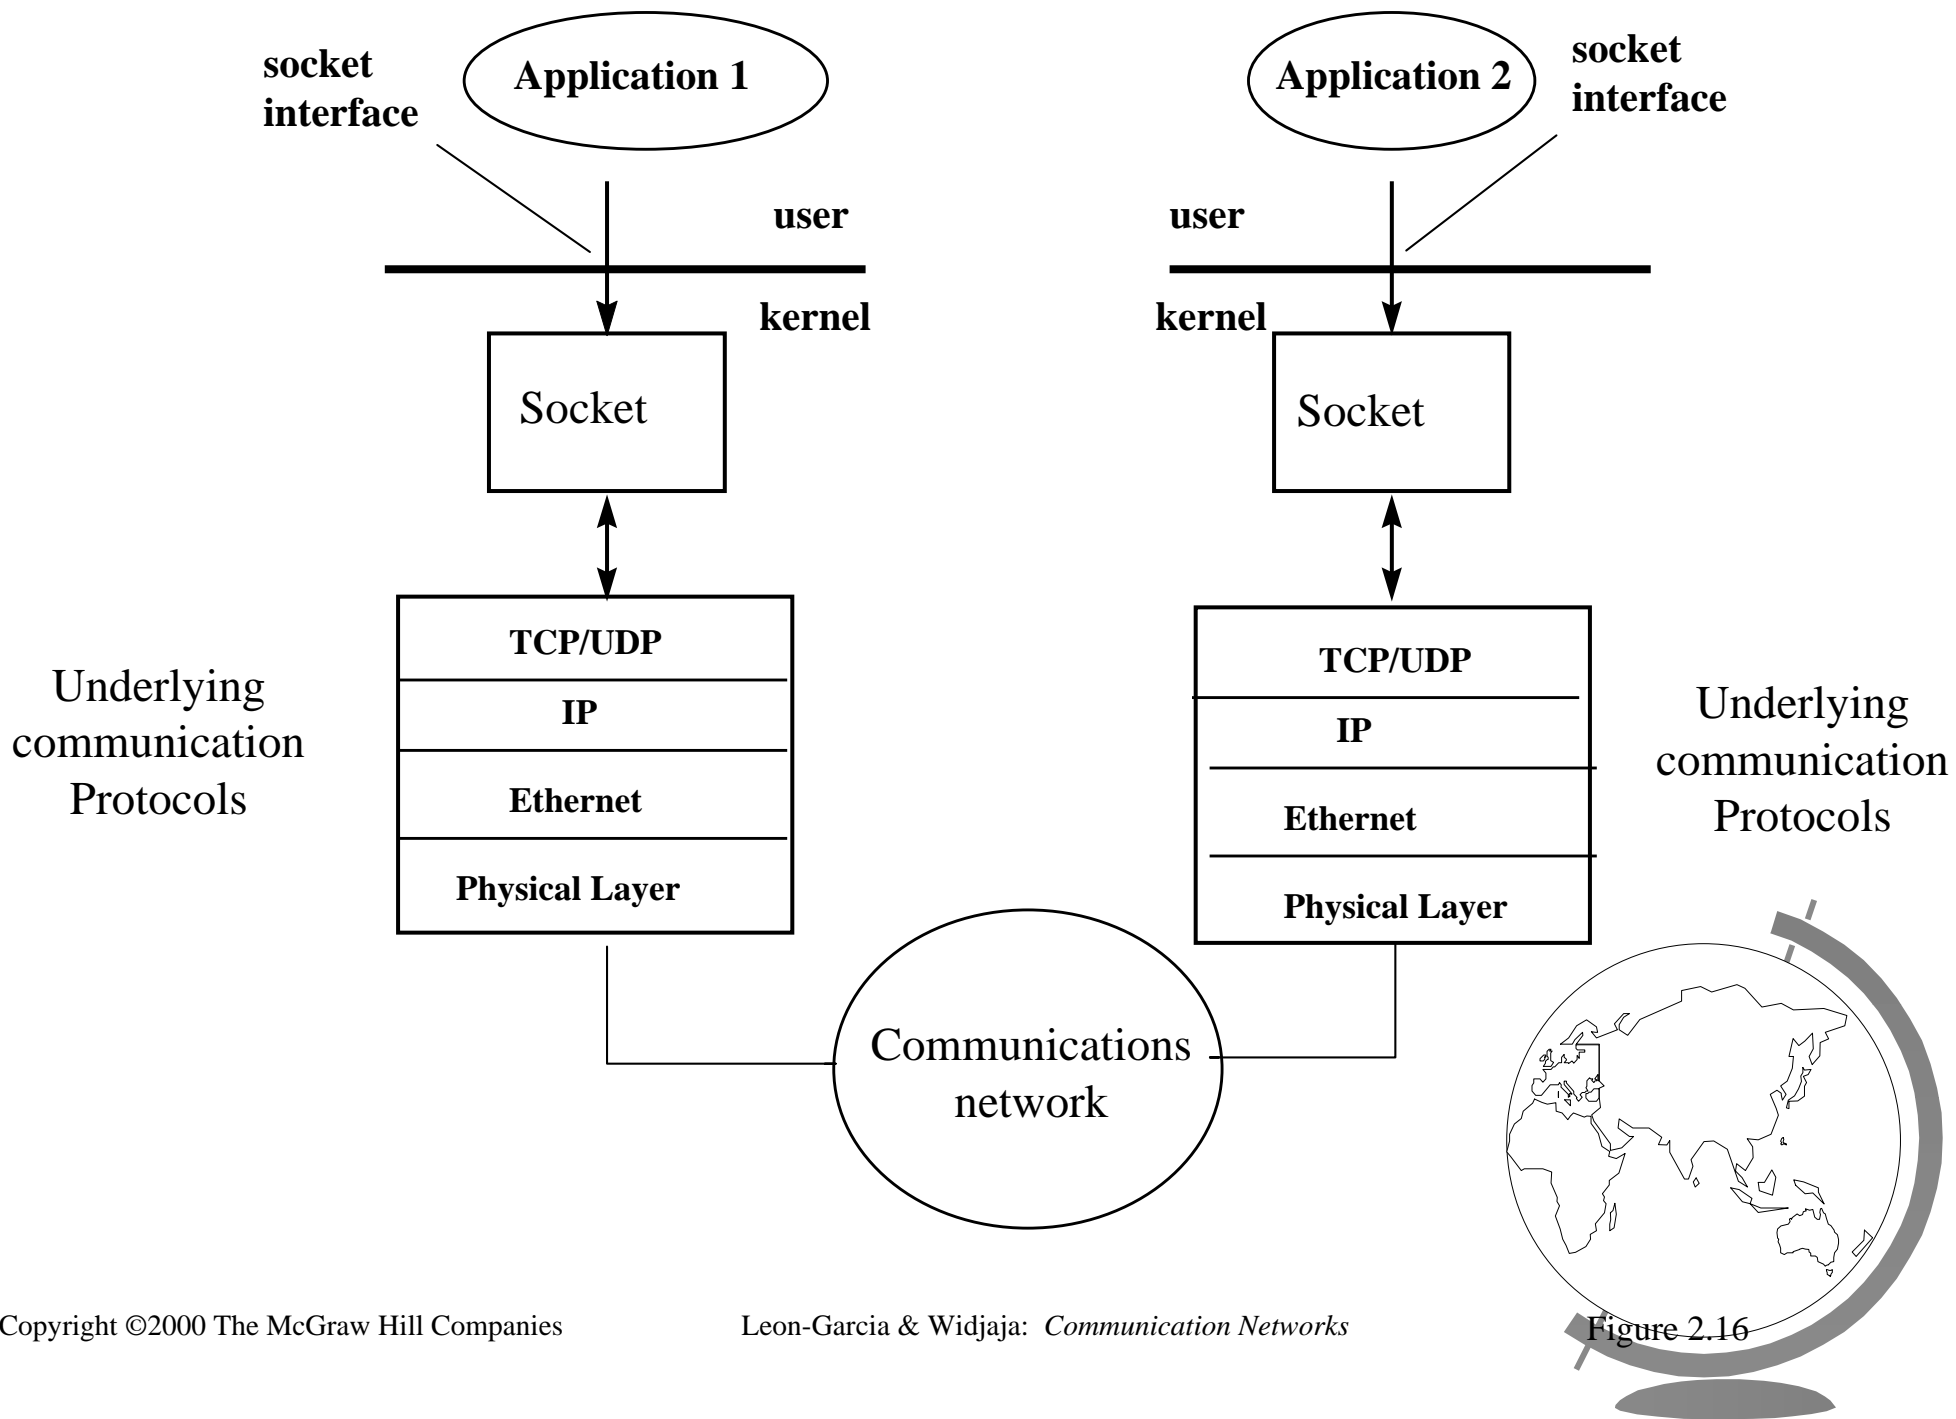 socket
interface
Application 1
Application 2
socket
interface
user
user
kernel
kernel
Socket
Socket
Underlying
communication
Protocols
TCP/UDP
IP
Ethernet
Physical Layer
TCP/UDP
IP
Ethernet
Physical Layer
Underlying
communication
Protocols
Communications
network
Copyright ©2000 The McGraw Hill Companies
Leon-Garcia & Widjaja: Communication Networks
Figure 2.16